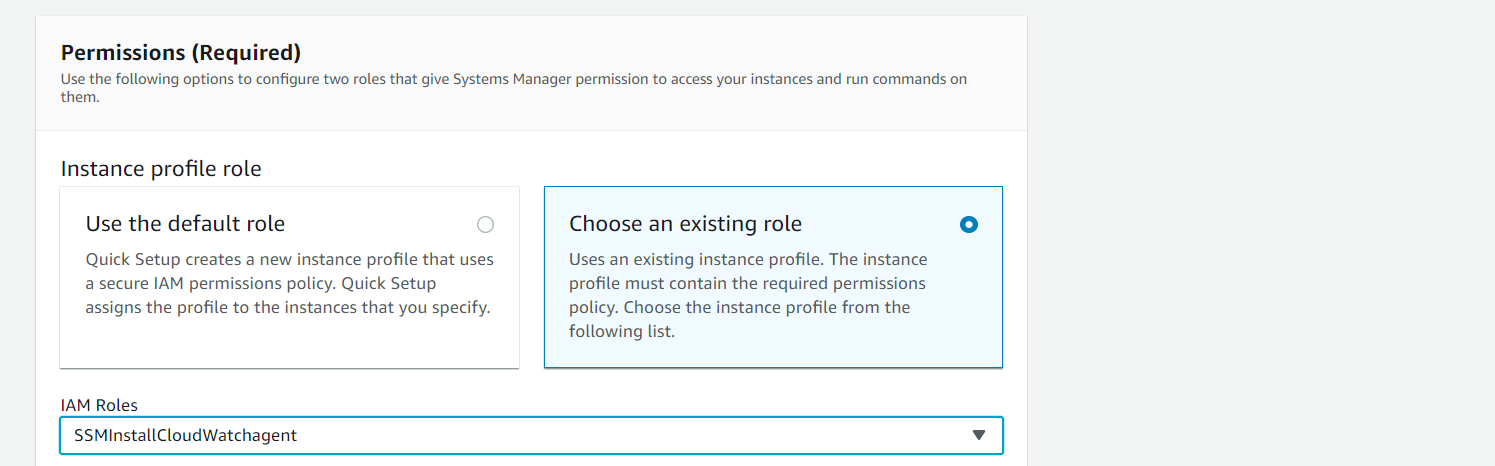 Permissions (Required)
Use the following options to configure two roles that give Systems Manager permission to access your instances and run commands on
them.
Instance profile role
Use the default role
Quick Setup creates a new instance profile that uses
a secure IAM permissions policy. Quick Setup
assigns the profile to the instances that you specify.
Choose an existing role
Uses an existing instance profile. The instance
profile must contain the required permissions
policy. Choose the instance profile from the
following list.
IAM Roles
SSMInstallCloudWatchagent